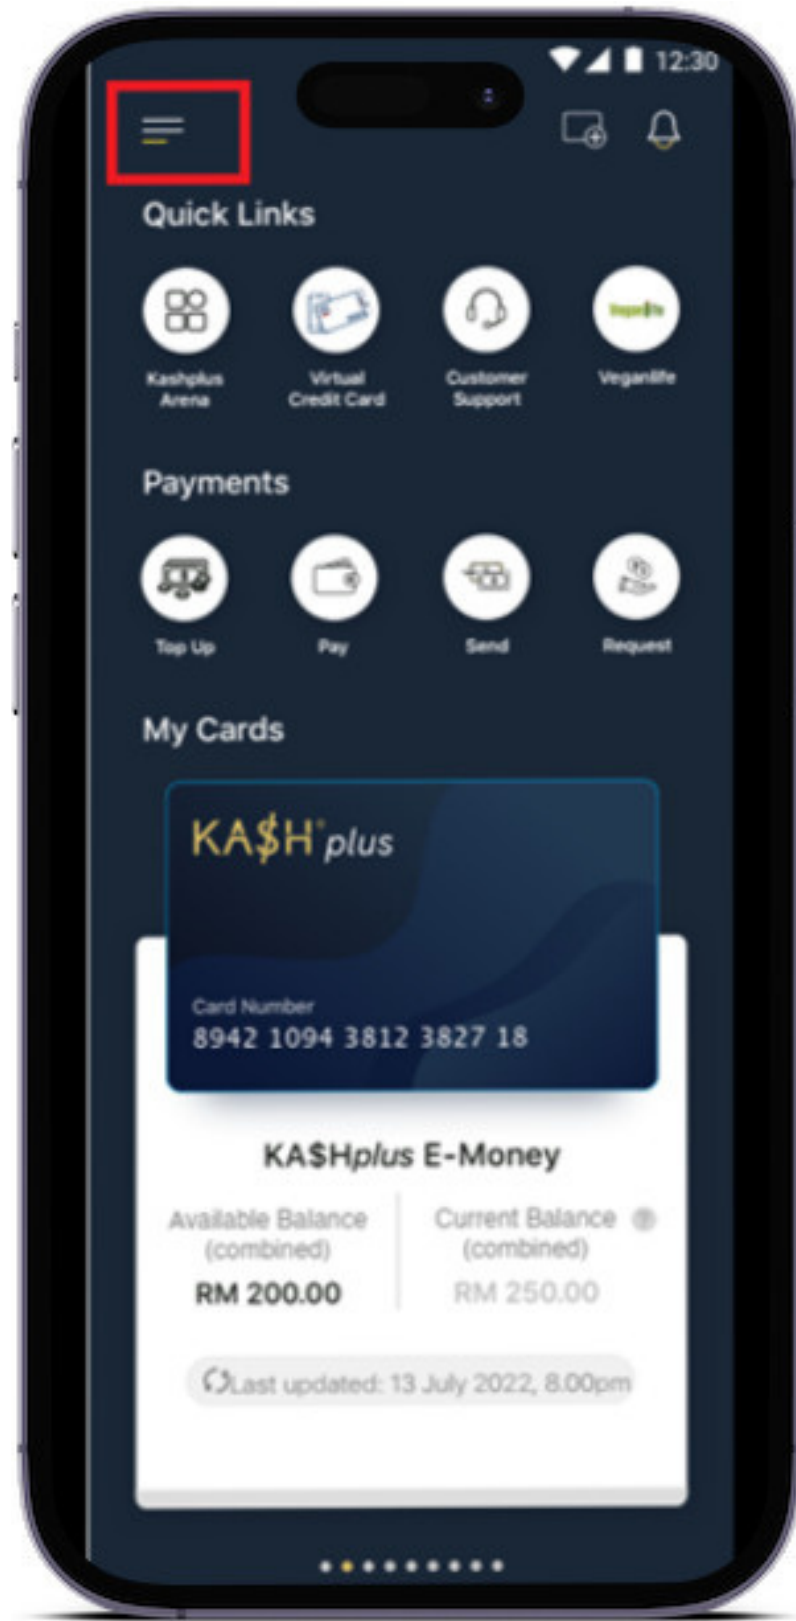 12:30
Quick Links
Kashplus Arena
Virtual Credit Card
Customer Support
Veganlife
Payments
Top Up
Pay
Send
Request
My Cards
KA$H plus
Card Number
8942 1094 3812 3827 18
KA$Hplus E-Money
Available Balance (combined)
Current Balance (combined)
RM 200.00
RM 250.00
Last updated: 13 July 2022, 8.00pm